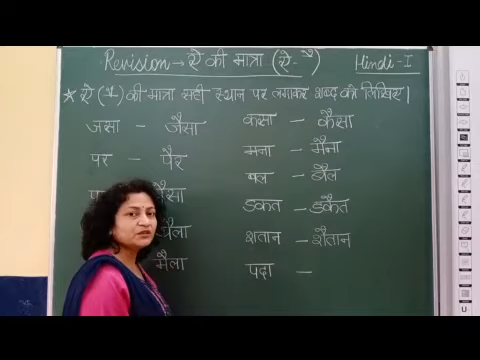 Revision → ऐ की मात्रा (ऐ - ै) Hindi - I
* ऐ (ै) की मात्रा सही स्थान पर लगाकर शब्द को लिखिए।
जसा - जैसा
कसा - कैसा
पर - पैर
मना - मैना
बल - बैल
पैसा
डकत - डकैत
थैला
शतान - शैतान
मैला
पदा -